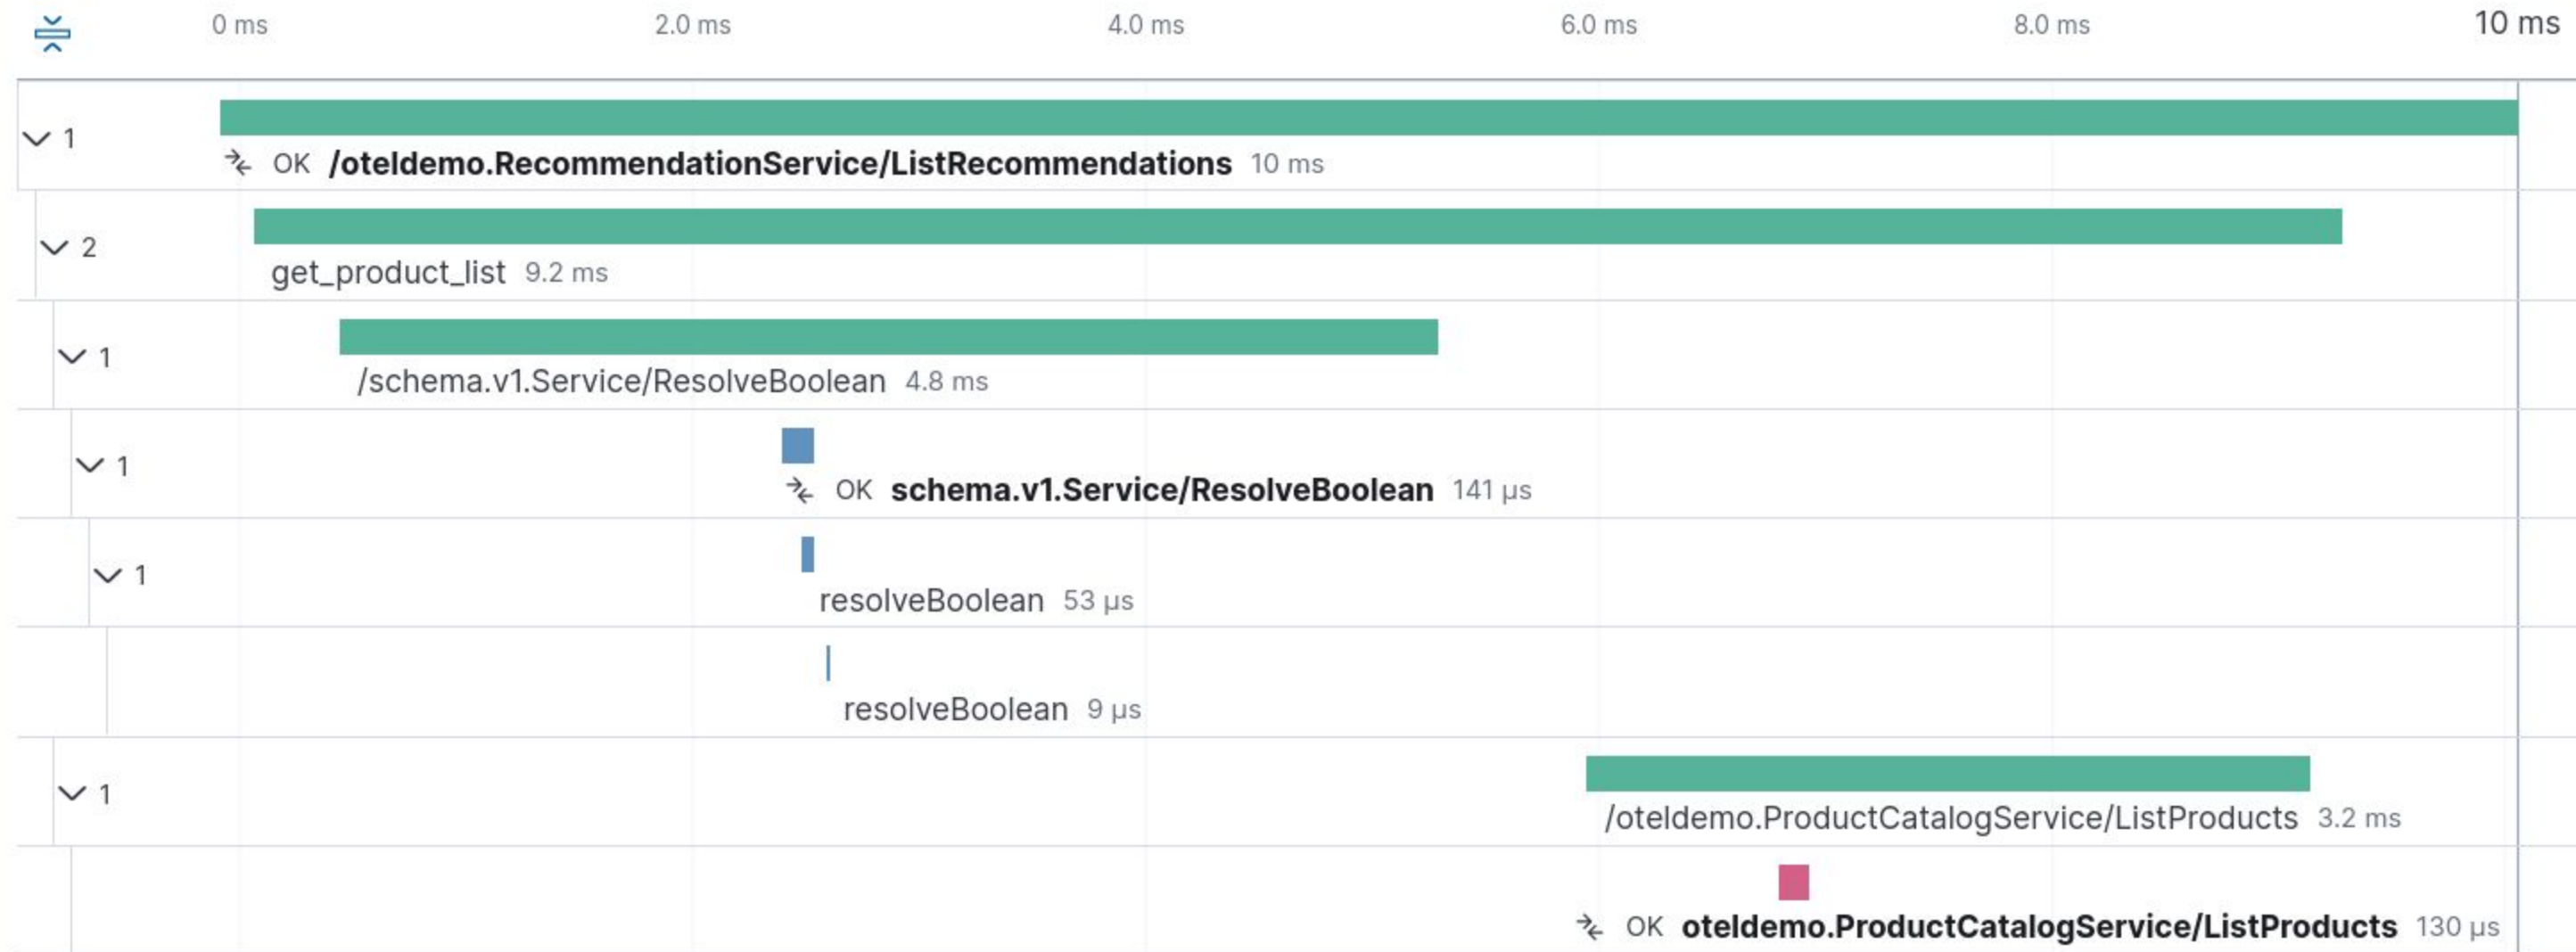 0 ms 2.0 ms 4.0 ms 6.0 ms 8.0 ms 10 ms
1
OK /oteldemo.RecommendationService/ListRecommendations 10 ms
2
get_product_list 9.2 ms
1
/schema.v1.Service/ResolveBoolean 4.8 ms
1
OK schema.v1.Service/ResolveBoolean 141 μs
1
resolveBoolean 53 μs
resolveBoolean 9 μs
1
/oteldemo.ProductCatalogService/ListProducts 3.2 ms
OK oteldemo.ProductCatalogService/ListProducts 130 μs